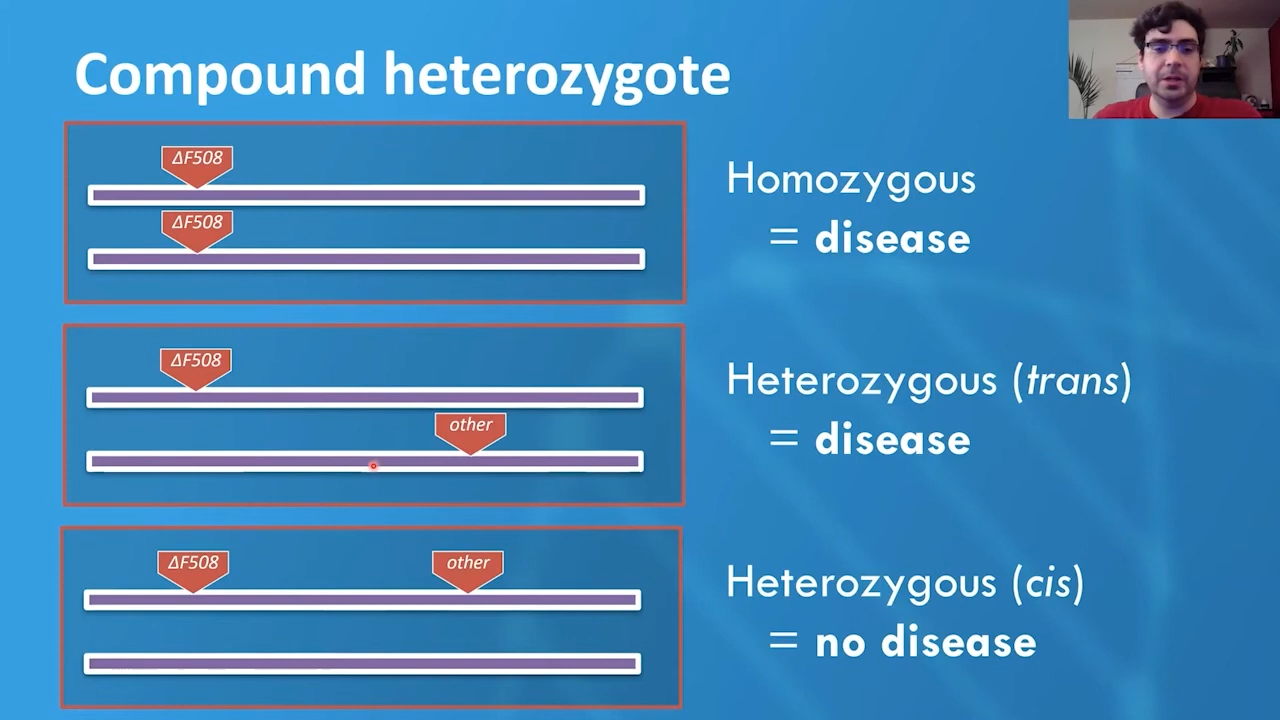 Compound heterozygote
ΔF508
ΔF508
Homozygous
= disease
ΔF508
other
Heterozygous (trans)
= disease
ΔF508 other
Heterozygous (cis)
= no disease